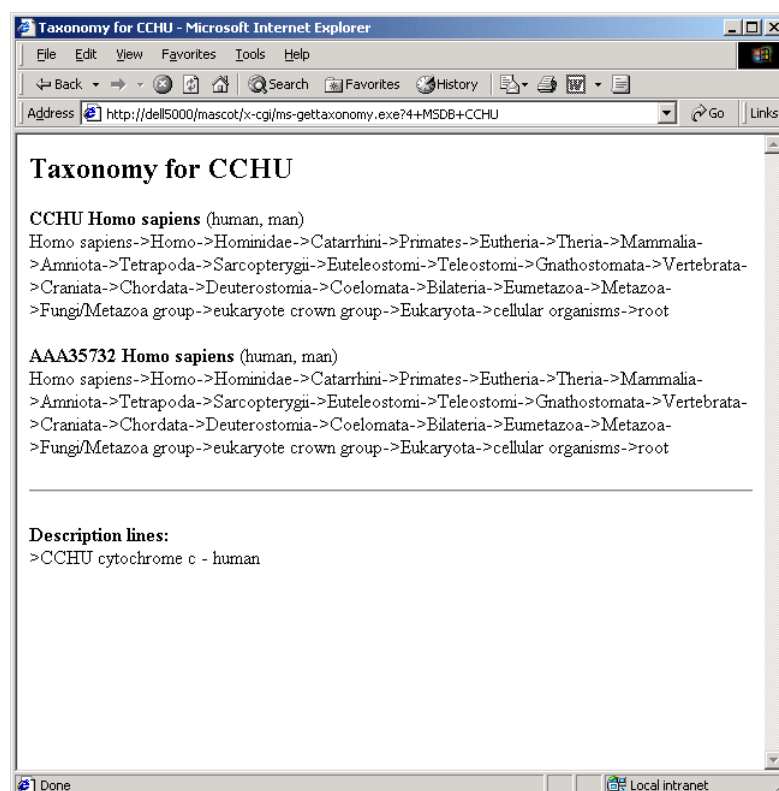 Taxonomy for CCHU - Microsoft Internet Explorer
File Edit View Favorites Tools Help
Back Search Favorites History
Address http://dell5000/mascot/x-cgi/ms-gettaxonomy.exe?4+MSDB+CCHU Go Links
Taxonomy for CCHU
CCHU Homo sapiens (human, man)
Homo sapiens->Homo->Hominidae->Catarrhini->Primates->Eutheria->Theria->Mammalia-
>Amniota->Tetrapoda->Sarcopterygii->Euteleostomi->Teleostomi->Gnathostomata->Vertebrata-
>Craniata->Chordata->Deuterostomia->Coelomata->Bilateria->Eumetazoa->Metazoa-
>Fungi/Metazoa group->eukaryote crown group->Eukaryota->cellular organisms->root
AAA35732 Homo sapiens (human, man)
Homo sapiens->Homo->Hominidae->Catarrhini->Primates->Eutheria->Theria->Mammalia-
>Amniota->Tetrapoda->Sarcopterygii->Euteleostomi->Teleostomi->Gnathostomata->Vertebrata-
>Craniata->Chordata->Deuterostomia->Coelomata->Bilateria->Eumetazoa->Metazoa-
>Fungi/Metazoa group->eukaryote crown group->Eukaryota->cellular organisms->root
Description lines:
>CCHU cytochrome c - human
Done Local intranet